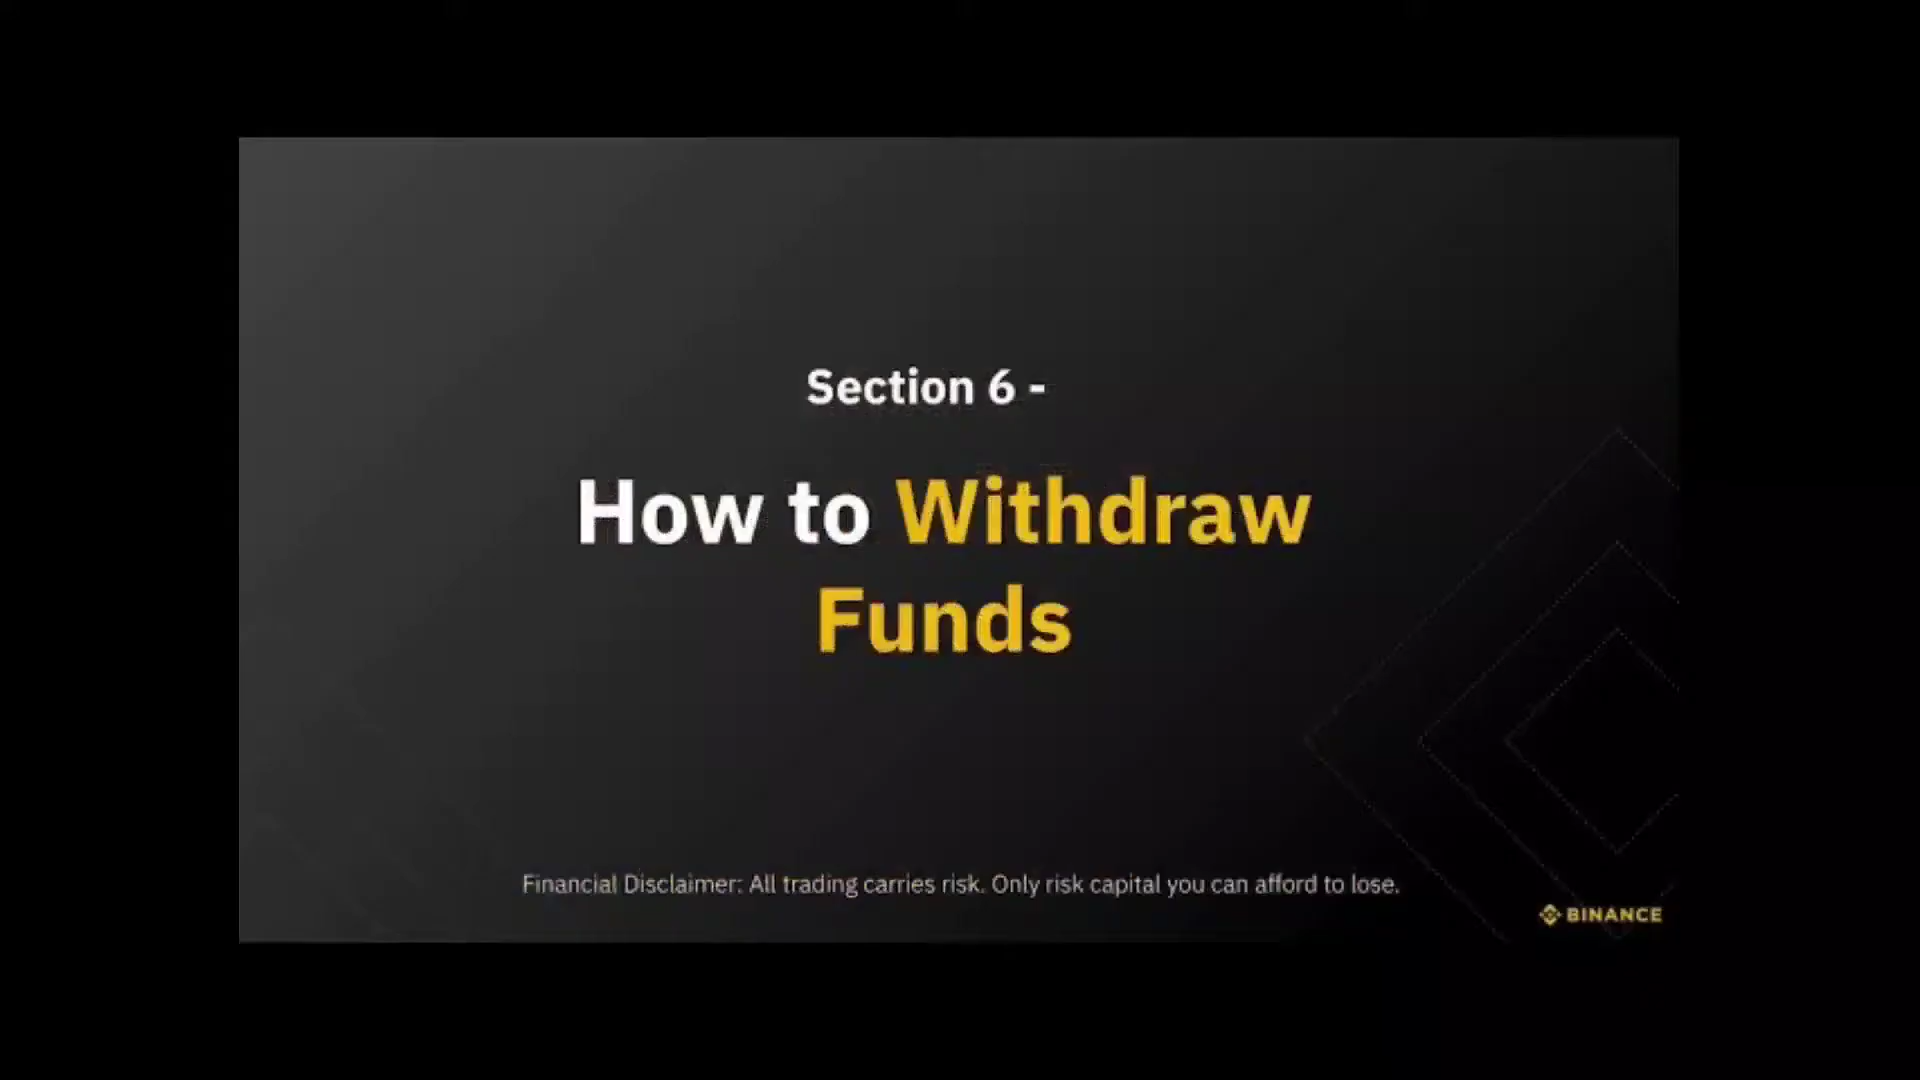 Section 6 -
How to Withdraw
Funds
Financial Disclaimer: All trading carries risk. Only risk capital you can afford to lose.
BINANCE